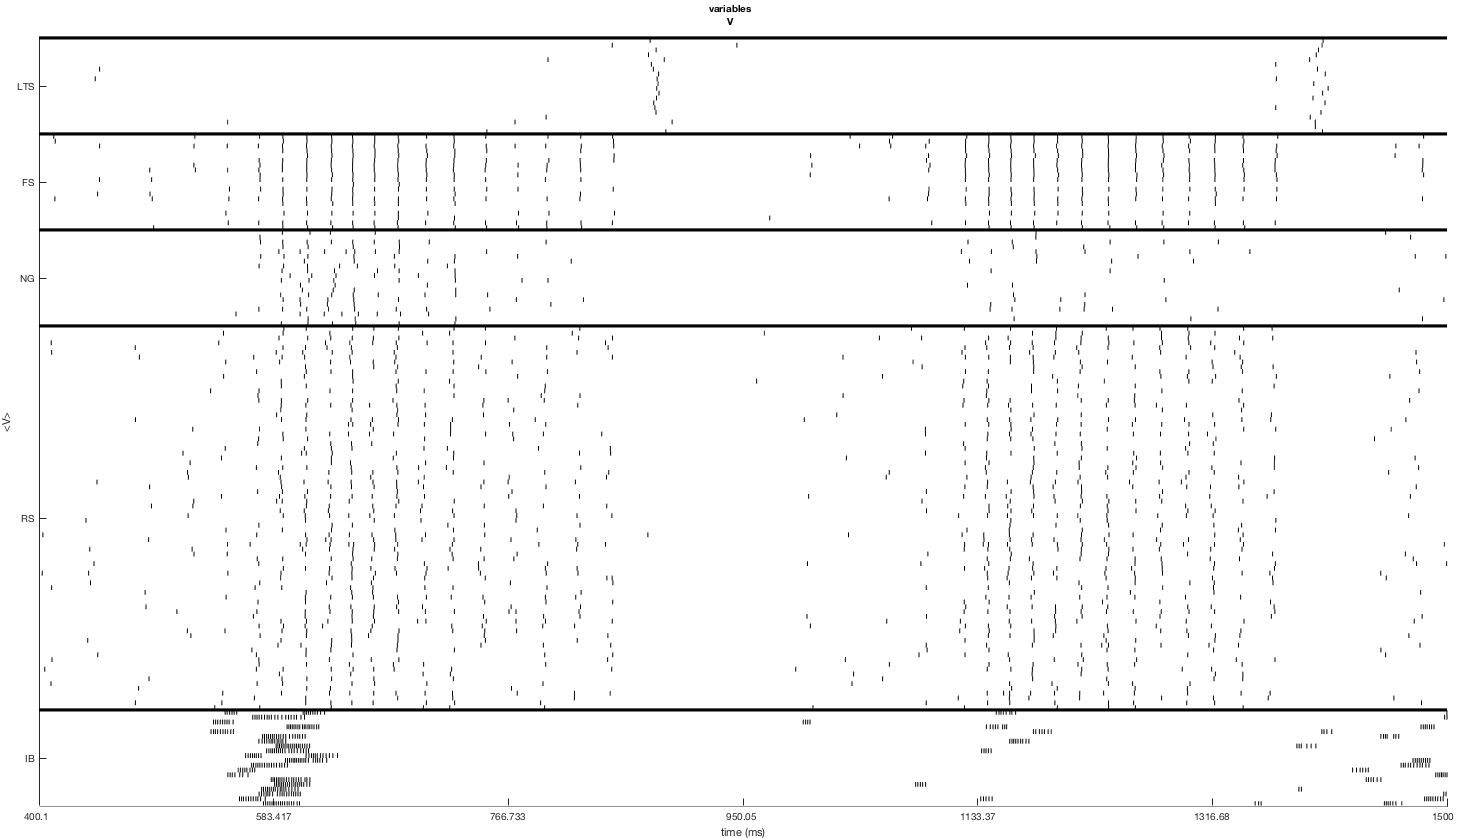 variables
V
LTS
FS
NG
<V>
RS
IB
400.1 583.417 766.733 950.05 1133.37 1316.68 1500
time (ms)